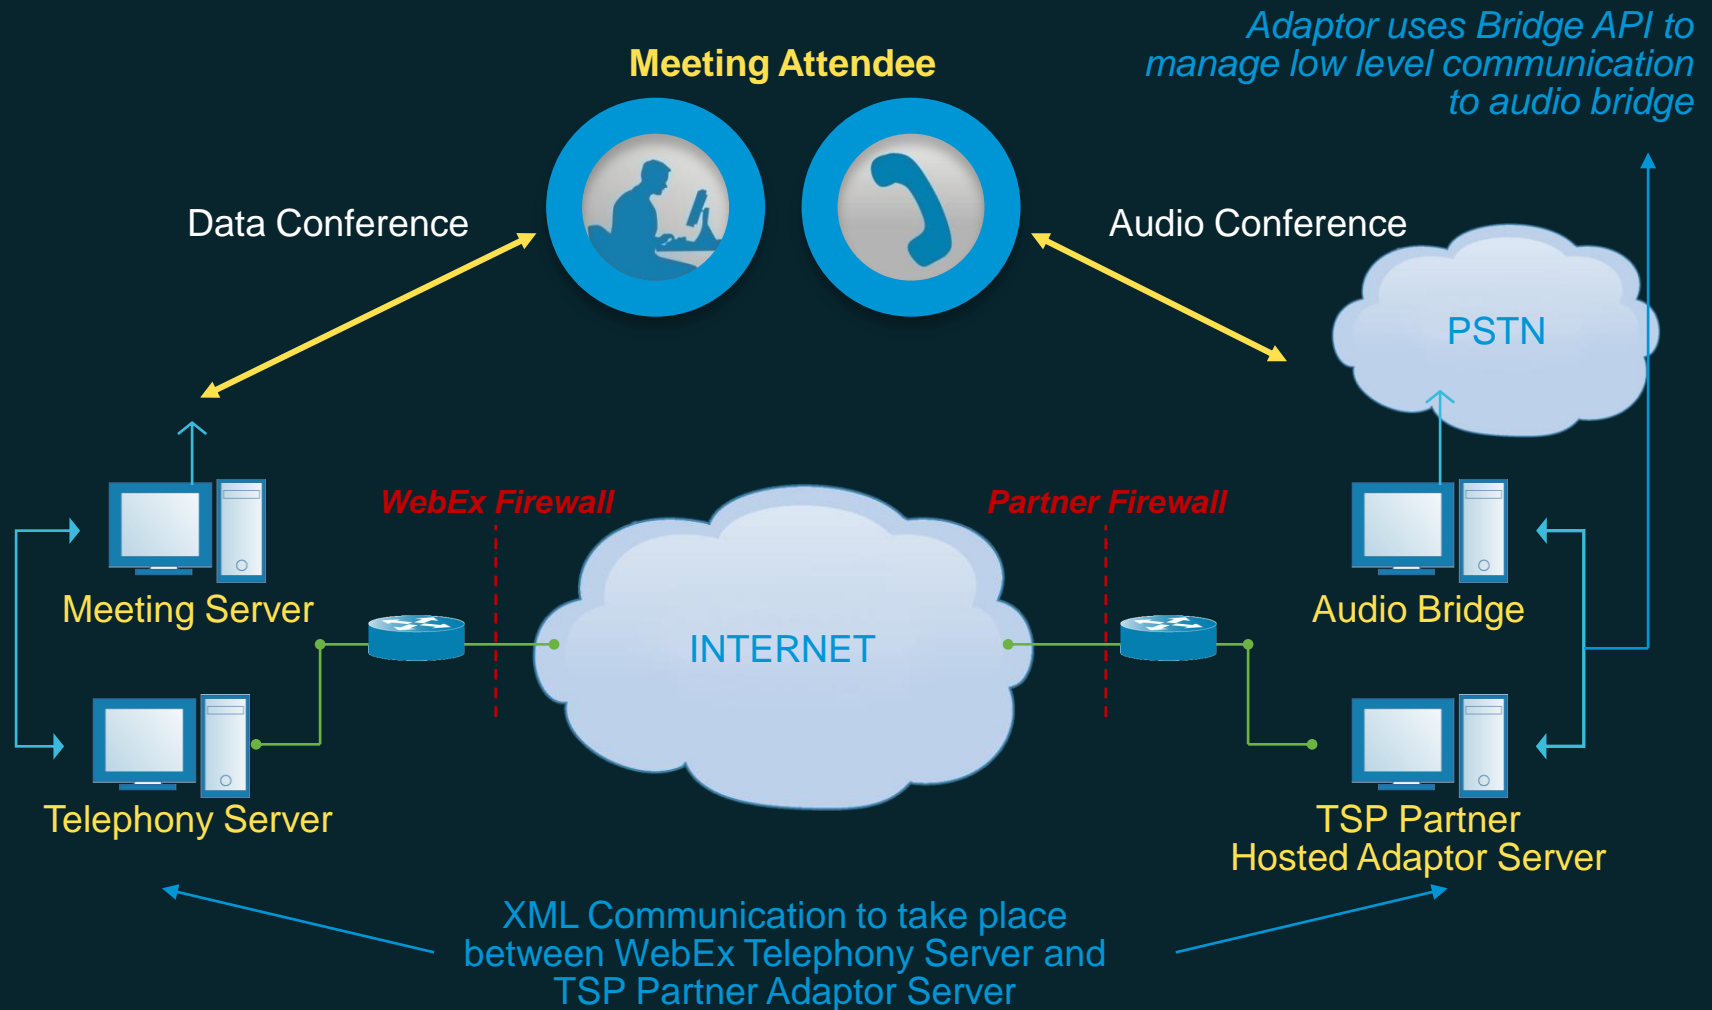 Adaptor uses Bridge API to
manage low level communication
to audio bridge
Meeting Attendee
Data Conference
Audio Conference
PSTN
WebEx Firewall
Partner Firewall
Meeting Server
INTERNET
Audio Bridge
Telephony Server
TSP Partner
Hosted Adaptor Server
XML Communication to take place
between WebEx Telephony Server and
TSP Partner Adaptor Server